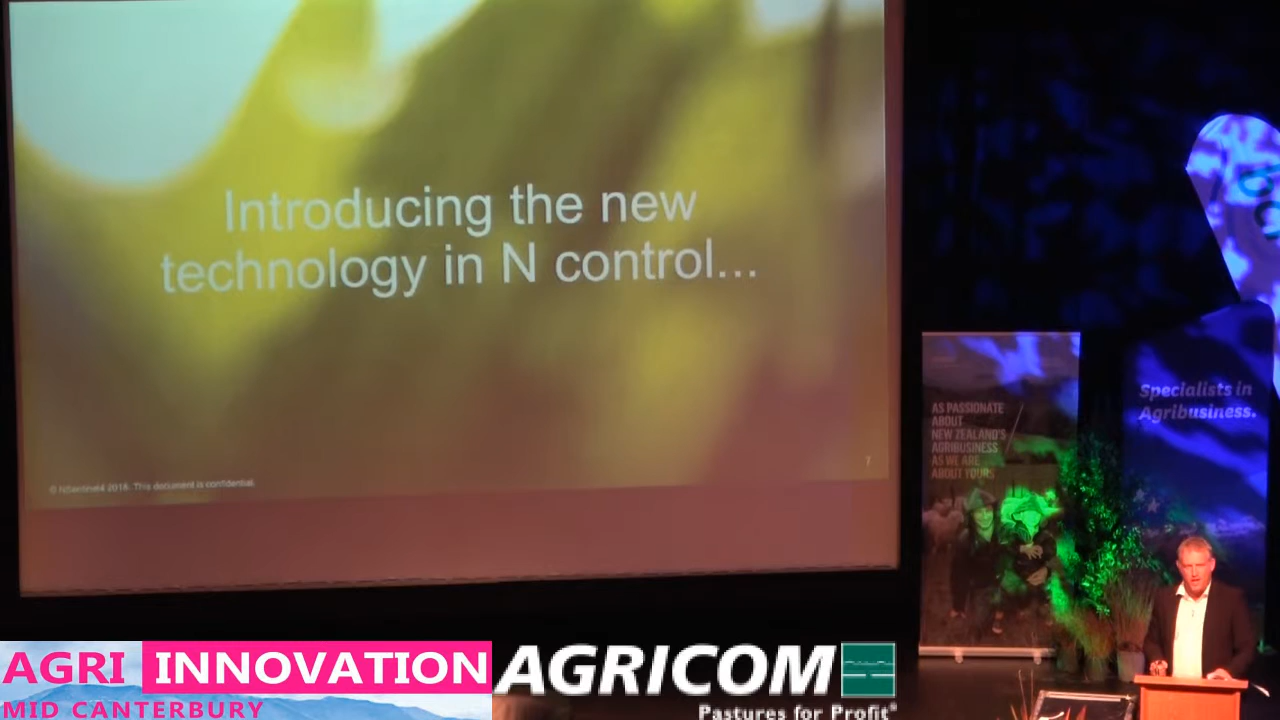 Introducing the new
technology in N control...
7
© NSentinel4 2016. This document is confidential.
AS PASSIONATE
ABOUT
NEW ZEALAND'S
AGRIBUSINESS
AS WE ARE
ABOUT YOURS
Specialists in
Agribusiness.
AGRI INNOVATION
MID CANTERBURY
AGRICOM
Pastures for Profit®